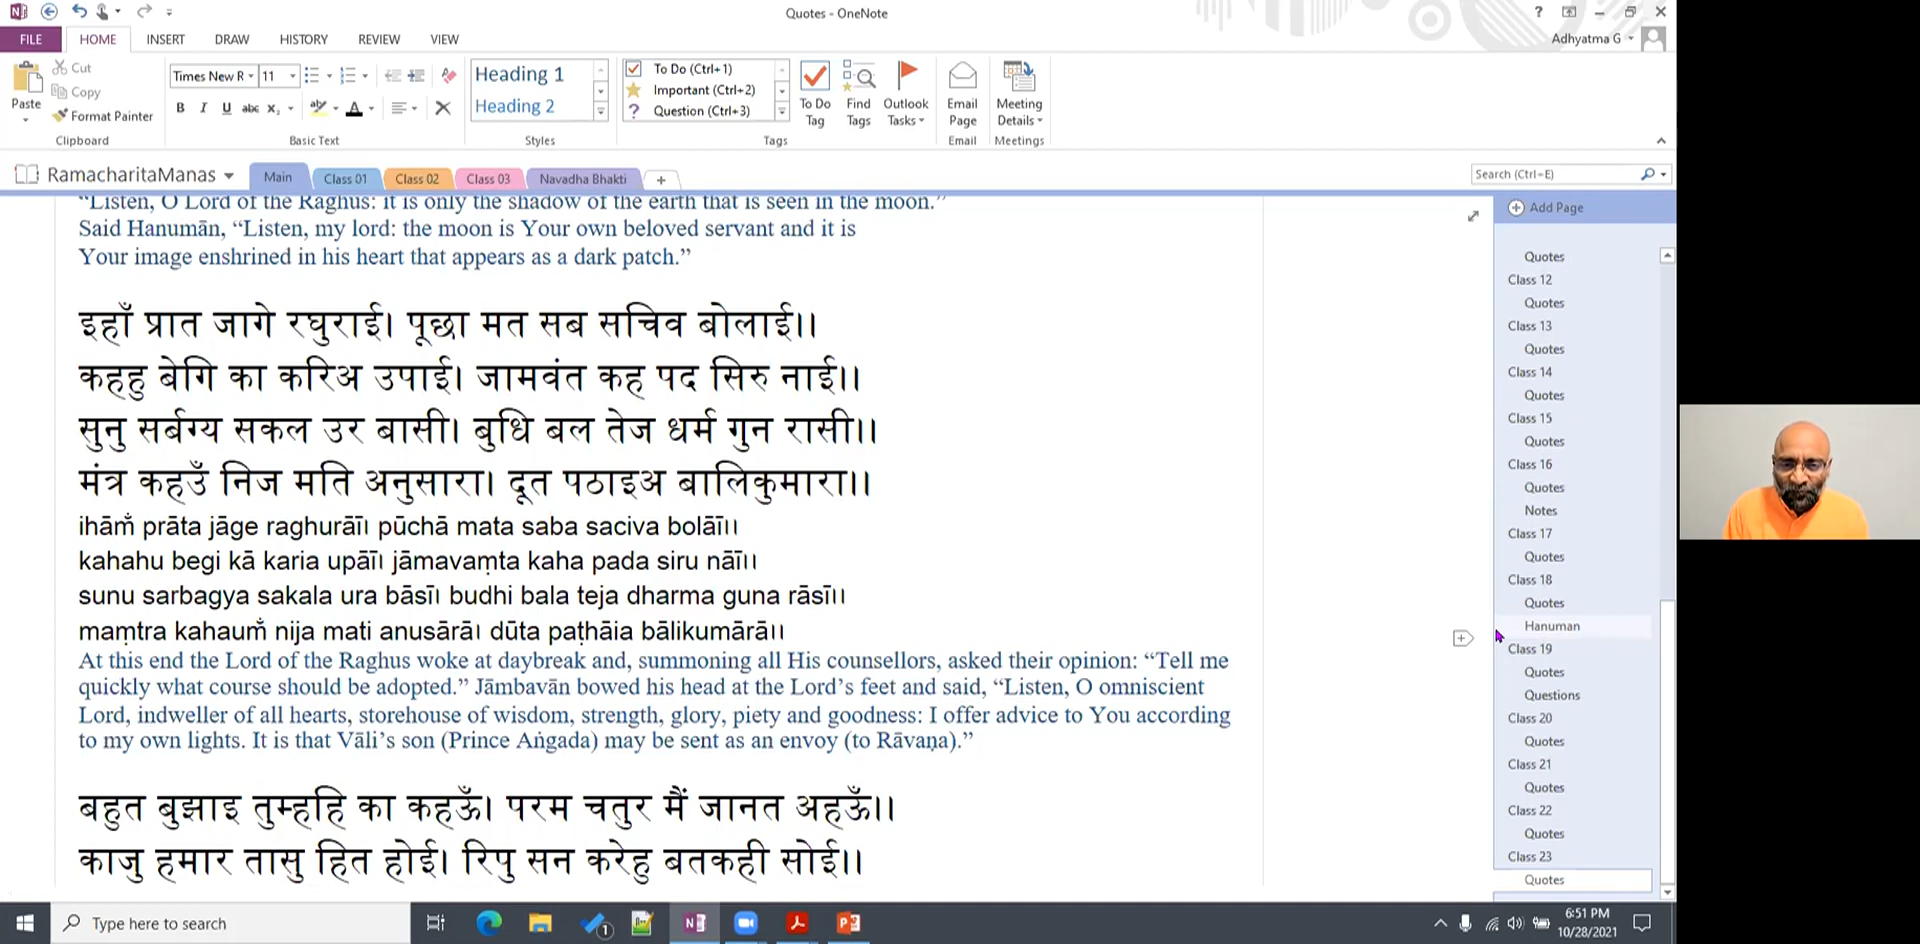 Quotes - OneNote
Adhyatma G
FILE HOME INSERT DRAW HISTORY REVIEW VIEW
Paste
Cut
Copy
Format Painter
Clipboard
Times New R 11
B I U abc X₂ A
Basic Text
Heading 1
Heading 2
Styles
To Do (Ctrl+1)
Important (Ctrl+2)
Question (Ctrl+3)
Tags
To Do Tag
Find Tags
Outlook Tasks
Email Page
Email
Meeting Details
Meetings
RamacharitaManas
Main Class 01 Class 02 Class 03 Navadha Bhakti
Search (Ctrl+E)
“Listen, O Lord of the Raghus: it is only the shadow of the earth that is seen in the moon.”
Said Hanumān, “Listen, my lord: the moon is Your own beloved servant and it is
Your image enshrined in his heart that appears as a dark patch.”
इहाँ प्रात जागे रघुराई। पूछा मत सब सचिव बोलाई।।
कहहु बेगि का करिअ उपाई। जामवंत कह पद सिरु नाई।।
सुनु सर्बग्य सकल उर बासी। बुधि बल तेज धर्म गुन रासी।।
मंत्र कहउँ निज मति अनुसारा। दूत पठाइअ बालिकुमारा।।
ihām̐ prāta jāge raghurāī। pūchā mata saba saciva bolāī।।
kahahu begi kā karia upāī। jāmavaṃta kaha pada siru nāī।।
sunu sarbagya sakala ura bāsī। budhi bala teja dharma guna rāsī।।
maṃtra kahaum̐ nija mati anusārā। dūta paṭhāia bālikumārā।।
At this end the Lord of the Raghus woke at daybreak and, summoning all His counsellors, asked their opinion: “Tell me
quickly what course should be adopted.” Jāmbavān bowed his head at the Lord’s feet and said, “Listen, O omniscient
Lord, indweller of all hearts, storehouse of wisdom, strength, glory, piety and goodness: I offer advice to You according
to my own lights. It is that Vāli’s son (Prince Aṅgada) may be sent as an envoy (to Rāvaṇa).”
बहुत बुझाइ तुम्हहि का कहऊँ। परम चतुर मैं जानत अहऊँ।।
काजु हमार तासु हित होई। रिपु सन करेहु बतकही सोई।।
Add Page
Quotes
Class 12
Quotes
Class 13
Quotes
Class 14
Quotes
Class 15
Quotes
Class 16
Quotes
Notes
Class 17
Quotes
Class 18
Quotes
Hanuman
Class 19
Quotes
Questions
Class 20
Quotes
Class 21
Quotes
Class 22
Quotes
Class 23
Quotes
Type here to search
6:51 PM
10/28/2021